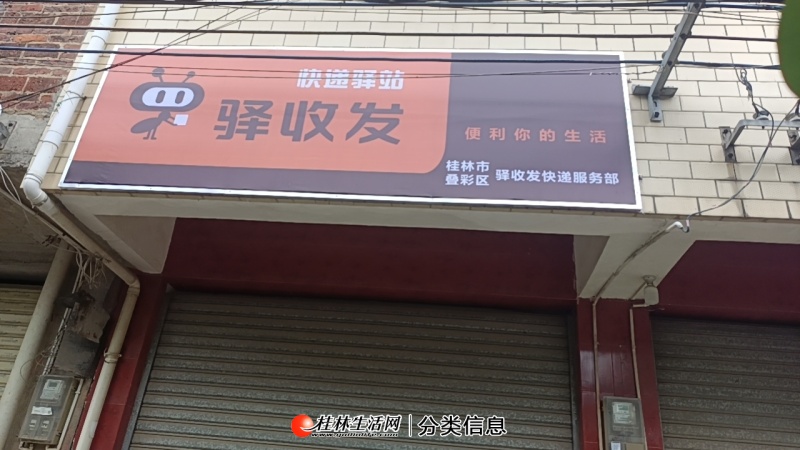 快递驿站
驿收发
便利你的生活
桂林市
叠彩区
驿收发快递服务部
桂林生活网
分类信息